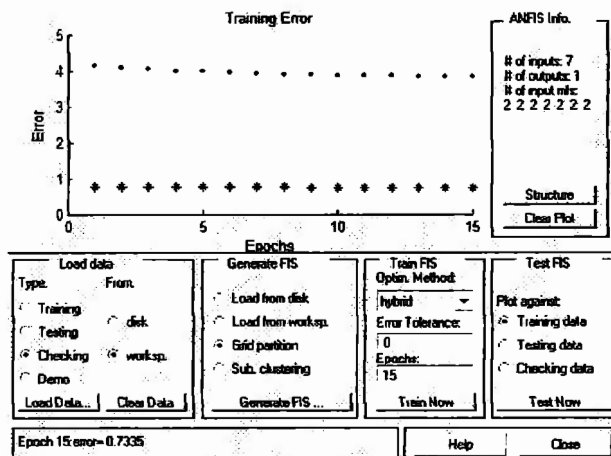 Training Error
5
4
3
2
1
0
0
5
10
15
Error
Epochs
ANFIS Info.
# of inputs: 7
# of outputs: 1
# of input mfs:
2 2 2 2 2 2 2
Structure
Clear Plot
Load data
Type:
From:
Training
Testing
Checking
Demo
disk
worksp.
Load Data...
Clear Data
Generate FIS
Load from disk
Load from worksp.
Grid partition
Sub. clustering
Generate FIS ...
Train FIS
Optim. Method:
hybrid
Error Tolerance:
0
Epochs:
15
Train Now
Test FIS
Plot against:
Training data
Testing data
Checking data
Test Now
Epoch 15:error= 0.7335
Help
Close